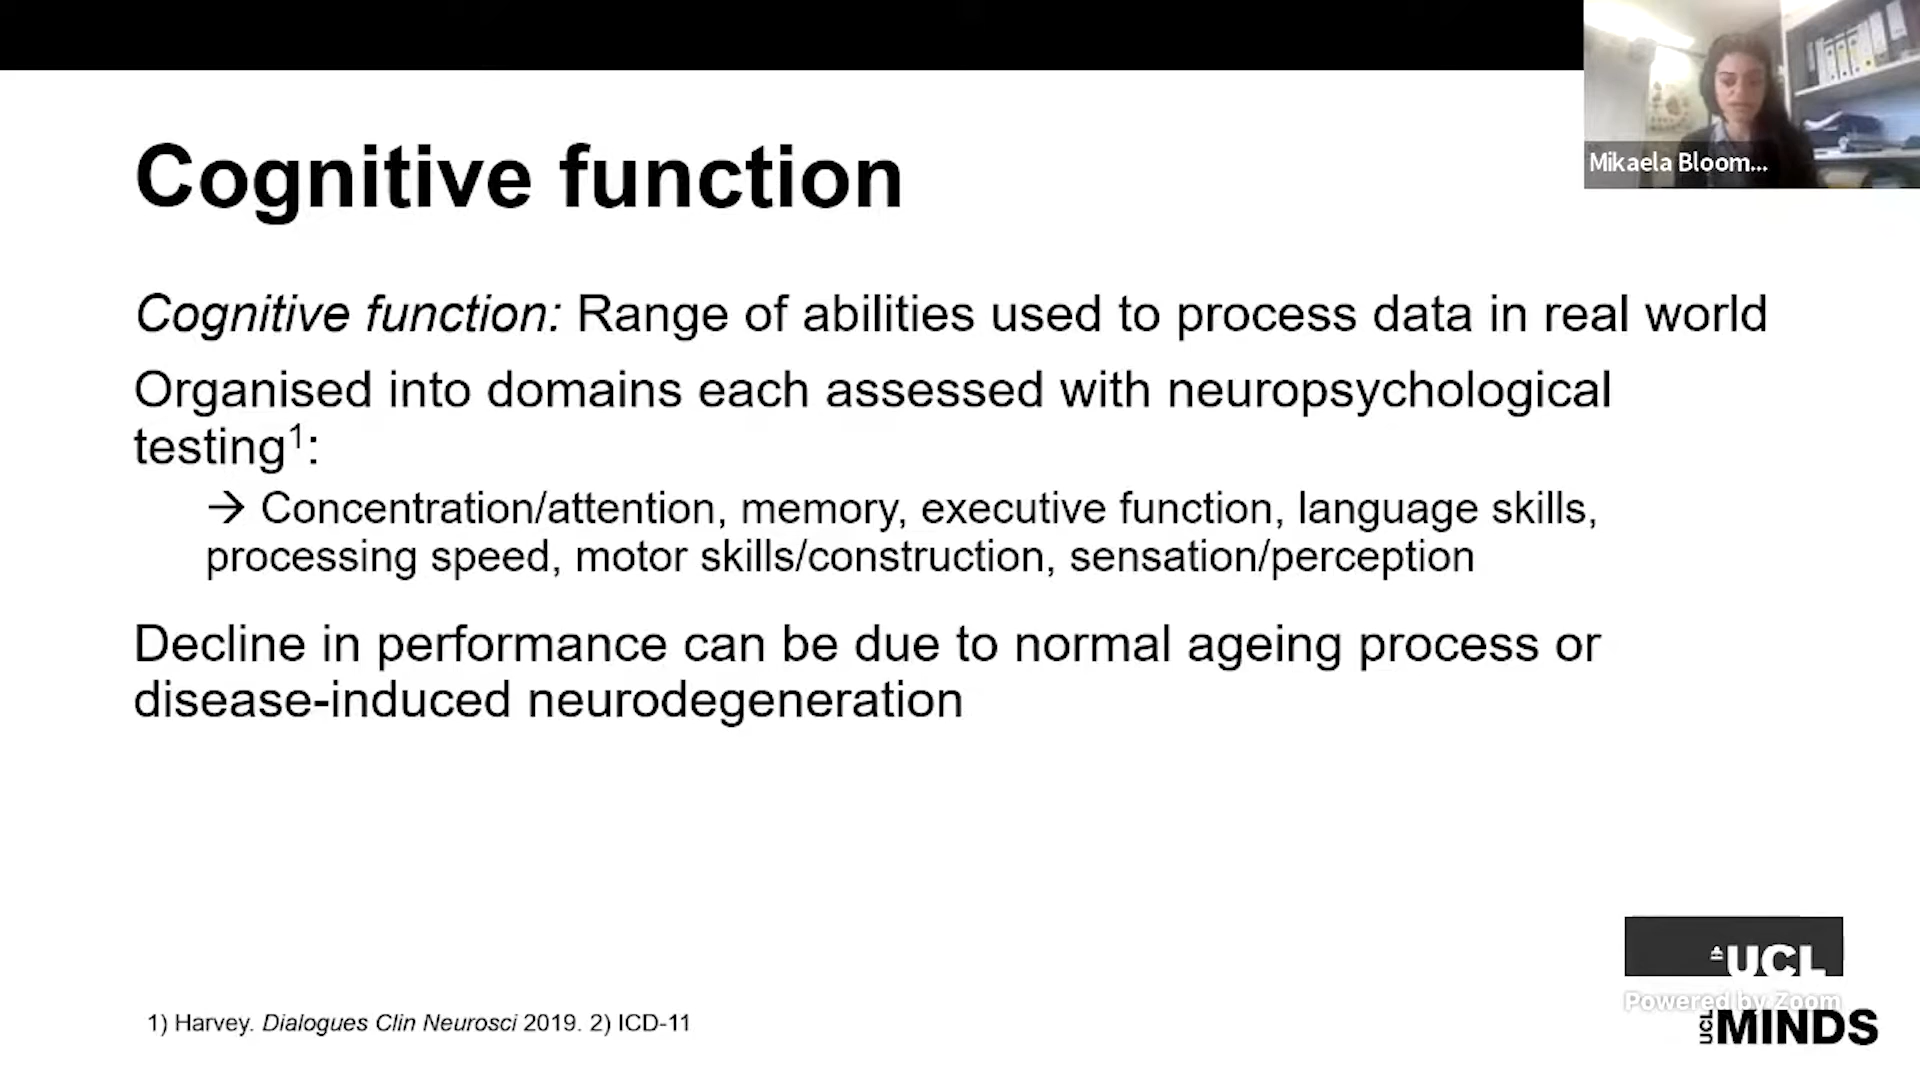 Cognitive function
Mikaela Bloom...
Cognitive function: Range of abilities used to process data in real world
Organised into domains each assessed with neuropsychological
testing¹:
→ Concentration/attention, memory, executive function, language skills,
processing speed, motor skills/construction, sensation/perception
Decline in performance can be due to normal ageing process or
disease-induced neurodegeneration
1) Harvey. Dialogues Clin Neurosci 2019. 2) ICD-11
UCL
Powered by Zoom
UCL MINDS